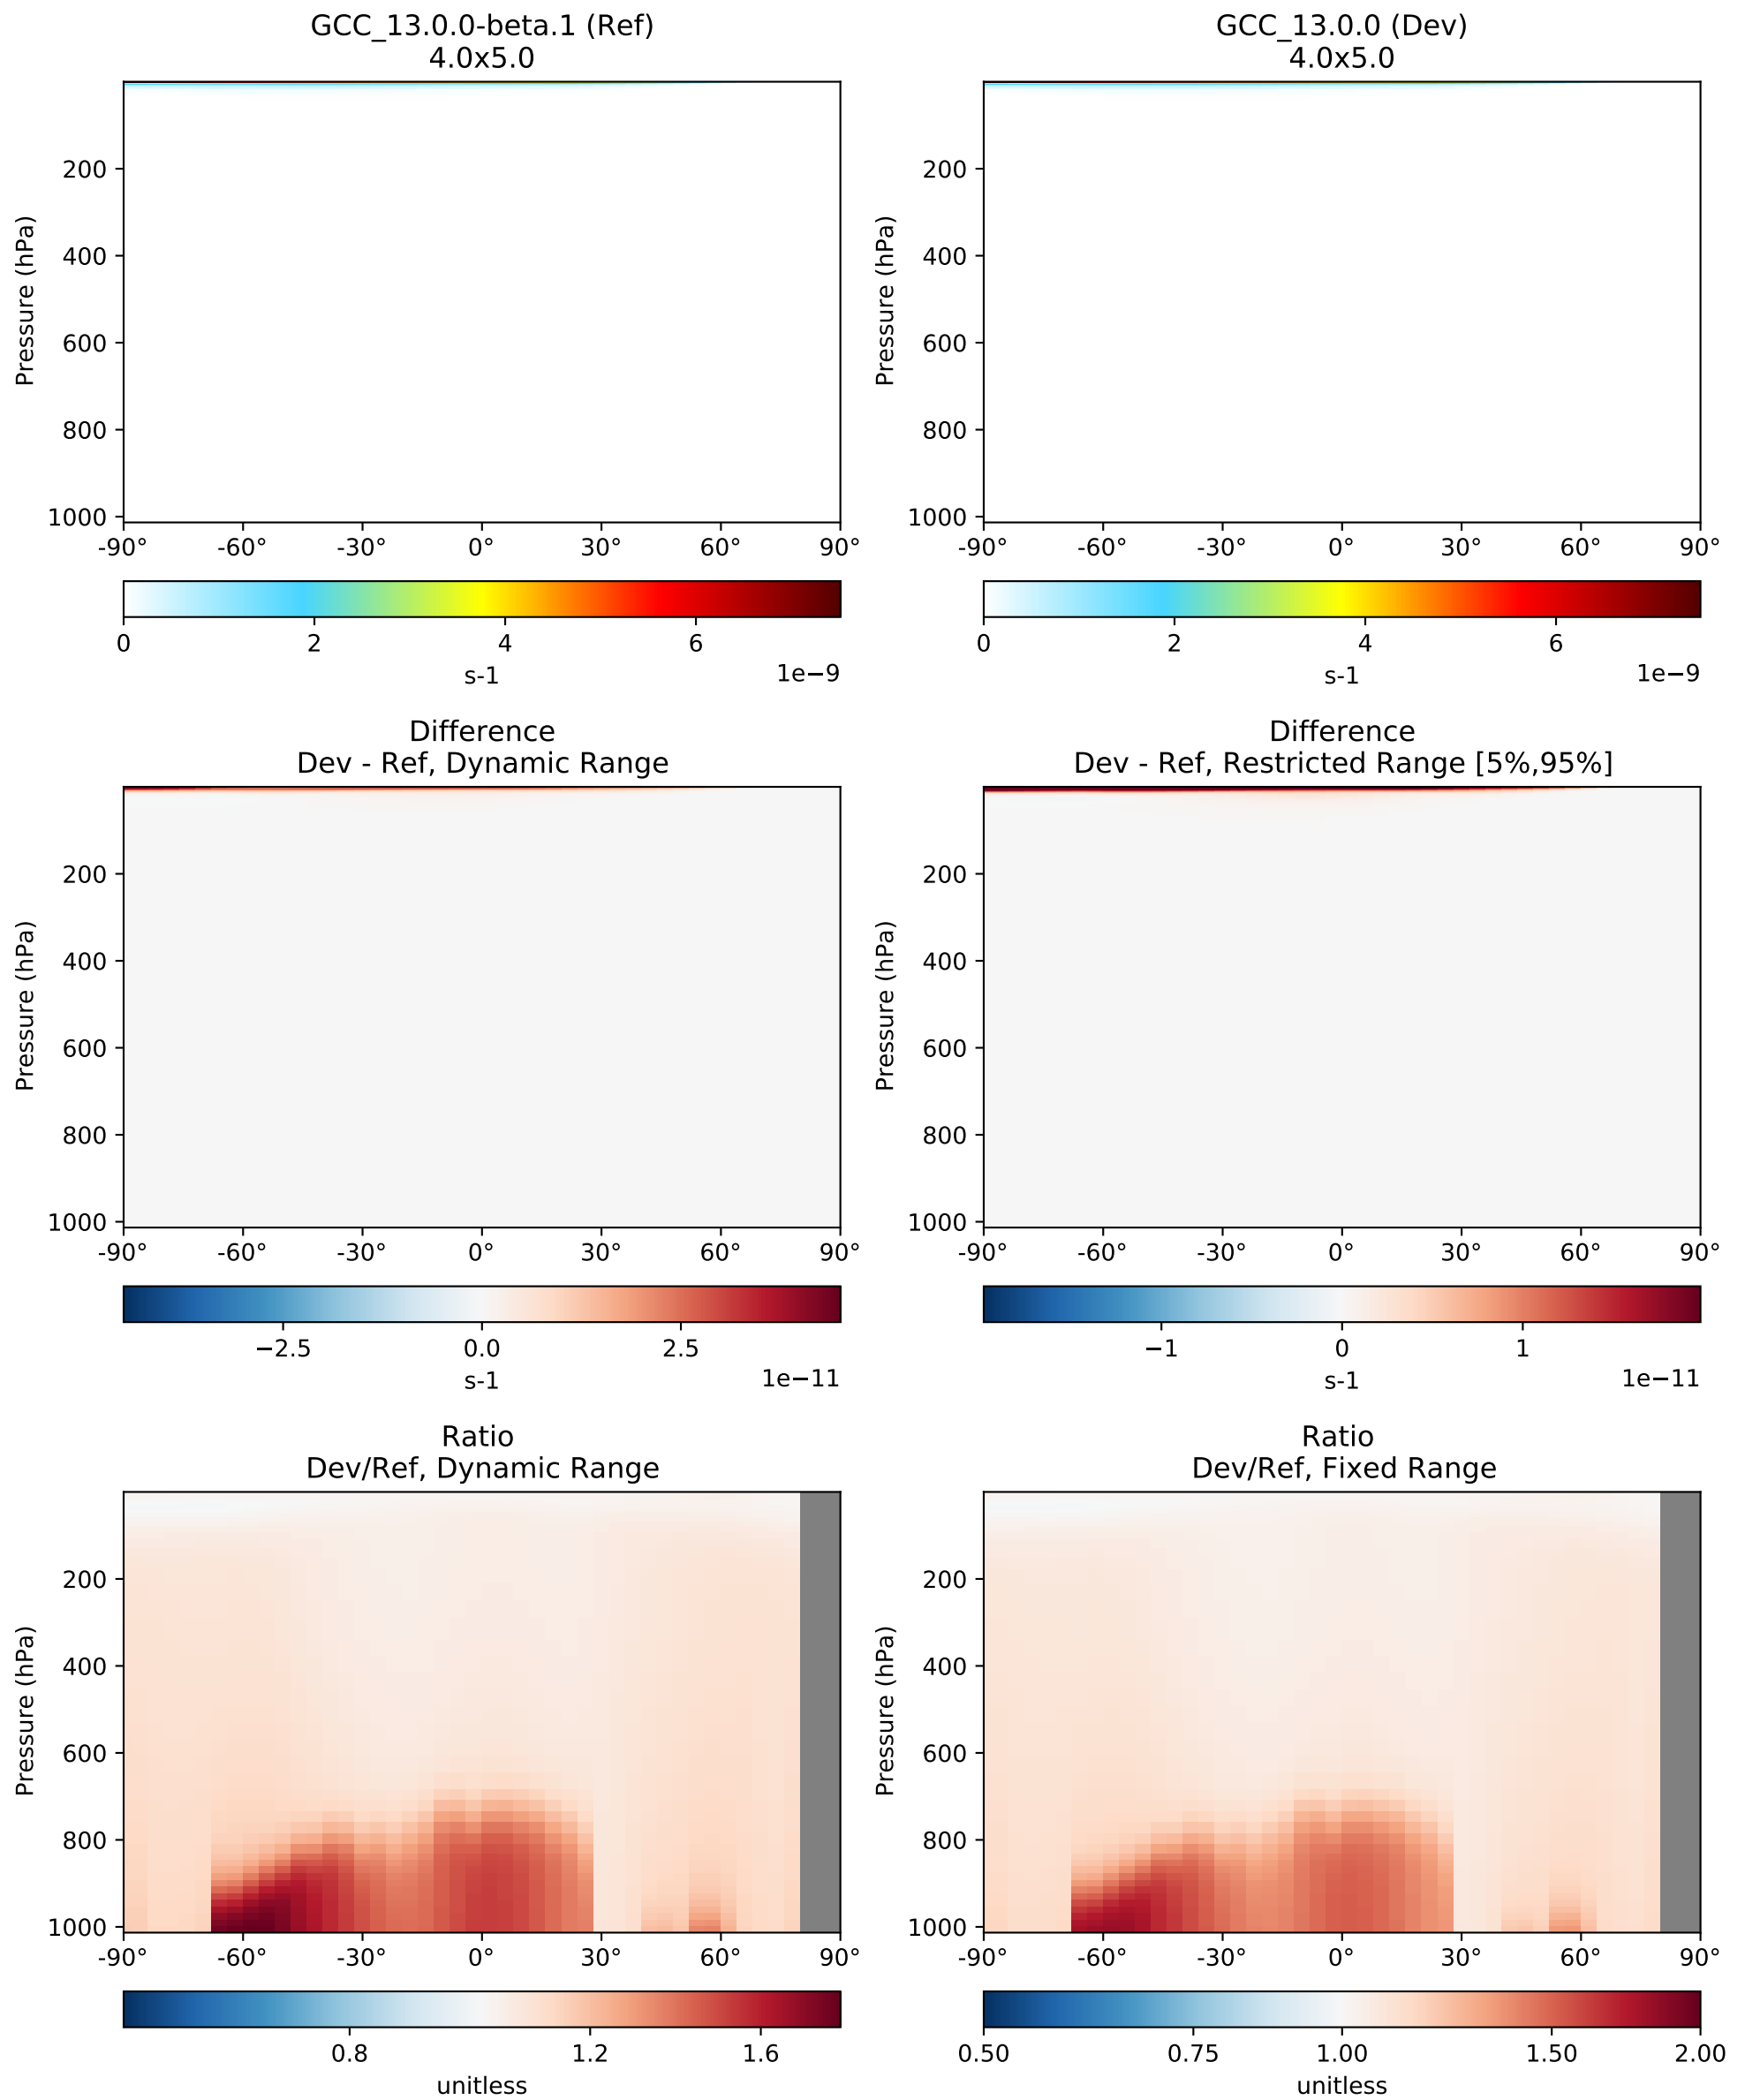 GCC_13.0.0-beta.1 (Ref)
4.0x5.0
Pressure (hPa)
200
400
600
800
1000
-90° -60° -30° 0° 30° 60° 90°
0 2 4 6
s-1
1e−9
GCC_13.0.0 (Dev)
4.0x5.0
Pressure (hPa)
200
400
600
800
1000
-90° -60° -30° 0° 30° 60° 90°
0 2 4 6
s-1
1e−9
Difference
Dev - Ref, Dynamic Range
Pressure (hPa)
200
400
600
800
1000
-90° -60° -30° 0° 30° 60° 90°
−2.5 0.0 2.5
s-1
1e−11
Difference
Dev - Ref, Restricted Range [5%,95%]
Pressure (hPa)
200
400
600
800
1000
-90° -60° -30° 0° 30° 60° 90°
−1 0 1
s-1
1e−11
Ratio
Dev/Ref, Dynamic Range
Pressure (hPa)
200
400
600
800
1000
-90° -60° -30° 0° 30° 60° 90°
0.8 1.2 1.6
unitless
Ratio
Dev/Ref, Fixed Range
Pressure (hPa)
200
400
600
800
1000
-90° -60° -30° 0° 30° 60° 90°
0.50 0.75 1.00 1.50 2.00
unitless